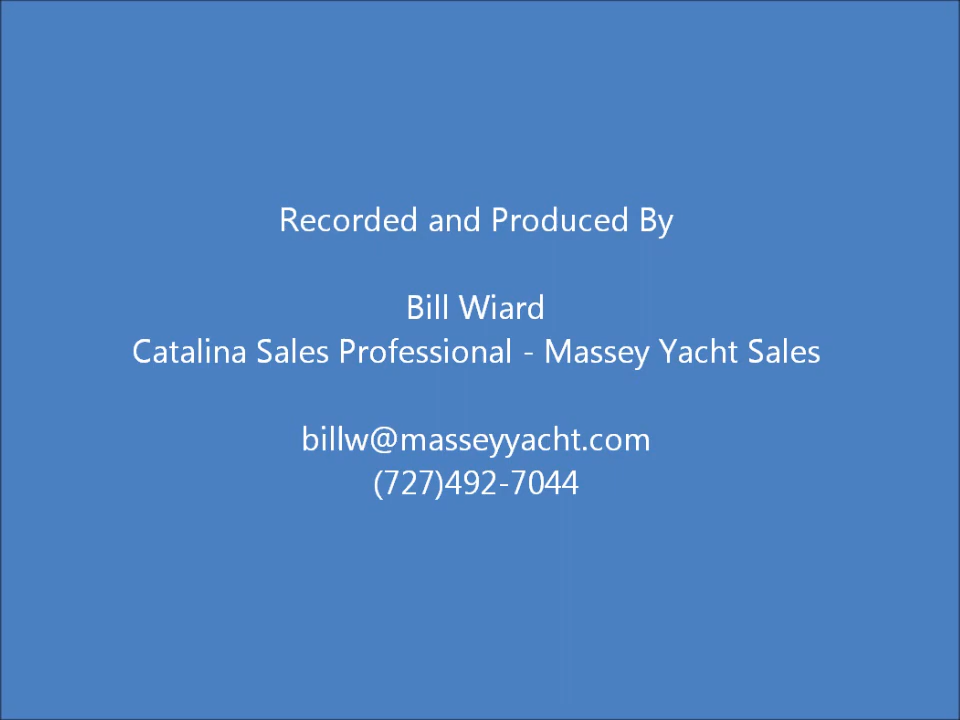 Recorded and Produced By
Bill Wiard
Catalina Sales Professional - Massey Yacht Sales
billw@masseyyacht.com
(727)492-7044